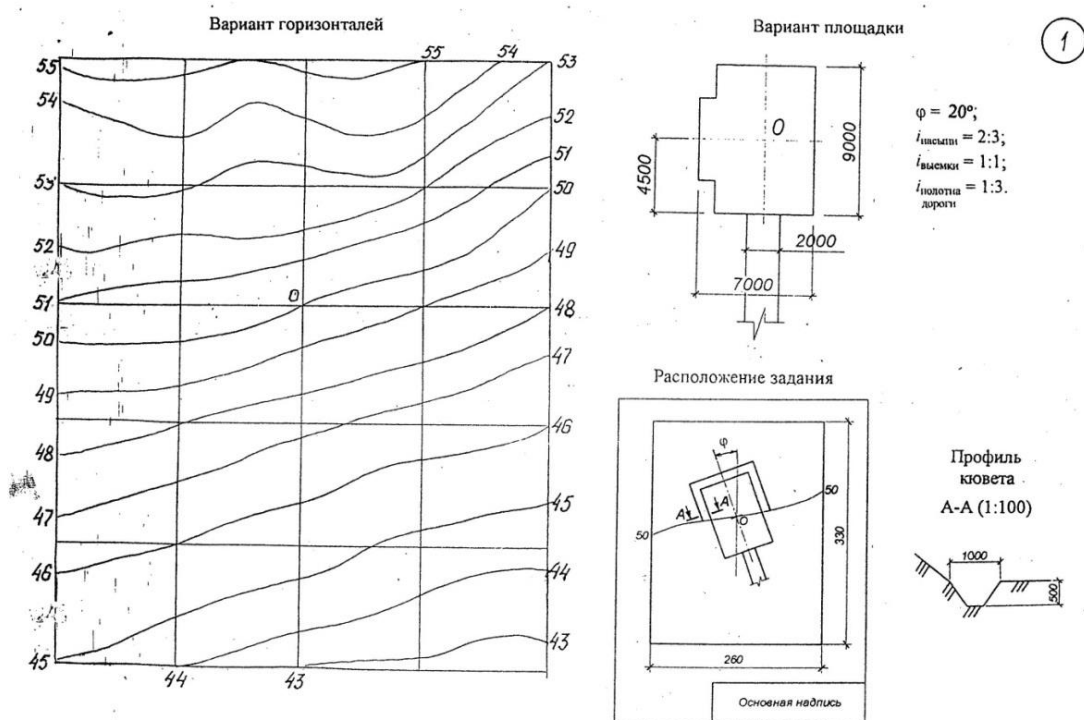 Вариант горизонталей
55 54
55 53
54 52
51
53 50
52 49
51 О 48
50 47
49 46
48 45
47 44
46 43
45
44 43
Вариант площадки
1
О
4500
9000
2000
7000
φ = 20°;
i насыпи = 2:3;
i выемки = 1:1;
i полотна = 1:3.
дороги
Расположение задания
φ
А А
О
50 50
330
260
Основная надпись
Профиль
кювета
А-А (1:100)
1000
500